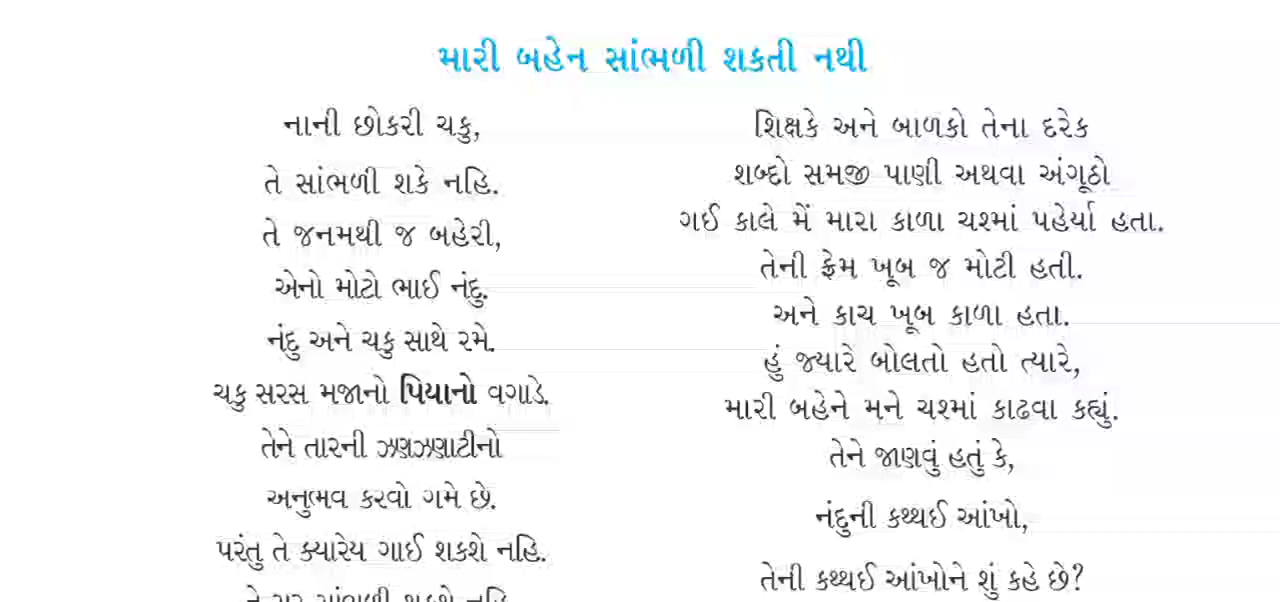 મારી બહેન સાંભળી શકતી નથી
નાની છોકરી ચકુ,
તે સાંભળી શકે નહિ.
તે જનમથી જ બહેરી,
એનો મોટો ભાઈ નંદુ.
નંદુ અને ચકુ સાથે રમે.
ચકુ સરસ મજાનો પિયાનો વગાડે.
તેને તારની ઝણઝણાટીનો
અનુભવ કરવો ગમે છે.
પરંતુ તે ક્યારેય ગાઈ શકશે નહિ.
શિક્ષકે અને બાળકો તેના દરેક
શબ્દો સમજી પાણી અથવા અંગૂઠો
ગઈ કાલે મેં મારા કાળા ચશ્માં પહેર્યા હતા.
તેની ફ્રેમ ખૂબ જ મોટી હતી.
અને કાચ ખૂબ કાળા હતા.
હું જ્યારે બોલતો હતો ત્યારે,
મારી બહેને મને ચશ્માં કાઢવા કહ્યું.
તેને જાણવું હતું કે,
નંદુની કથ્થઈ આંખો,
તેની કથ્થઈ આંખોને શું કહે છે?